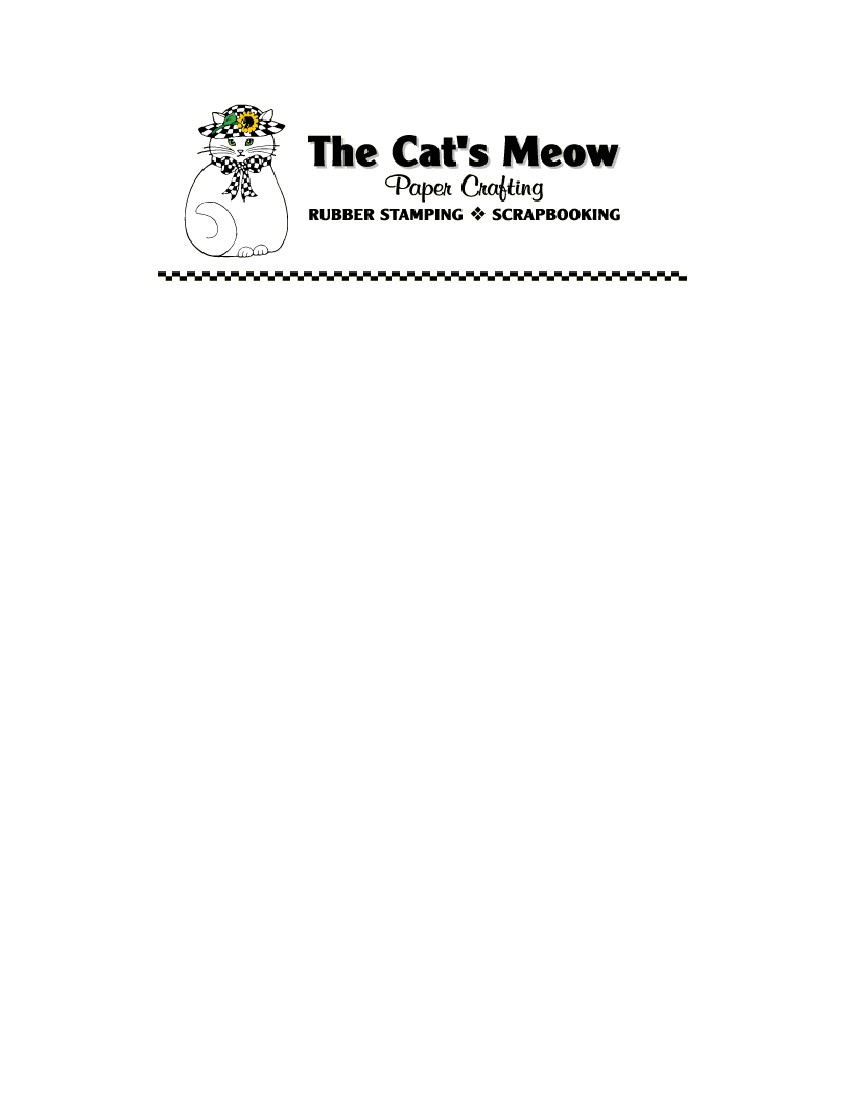 The Cat's Meow
Paper Crafting
RUBBER STAMPING ❖ SCRAPBOOKING